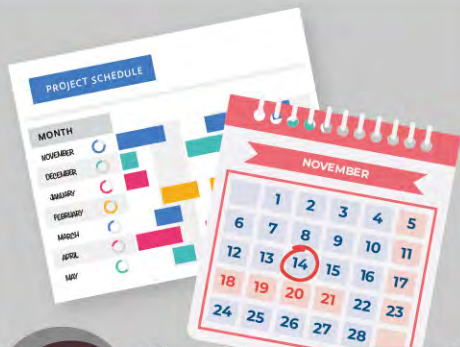 PROJECT SCHEDULE
MONTH
NOVEMBER
DECEMBER
JANUARY
FEBRUARY
MARCH
APRIL
MAY
NOVEMBER
1 2 3 4 5
6 7 8 9 10 11
12 13 14 15 16 17
18 19 20 21 22 23
24 25 26 27 28